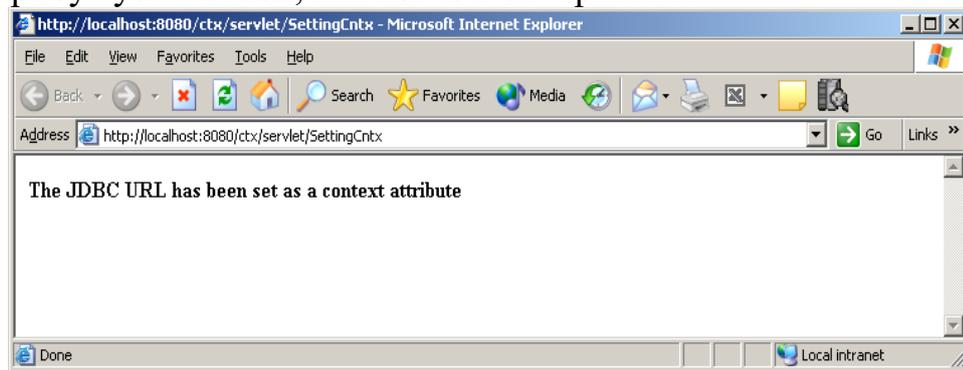 http://localhost:8080/ctx/servlet/SettingCntx - Microsoft Internet Explorer
File Edit View Favorites Tools Help
Back Search Favorites Media
Address http://localhost:8080/ctx/servlet/SettingCntx Go Links »
The JDBC URL has been set as a context attribute
Done Local intranet